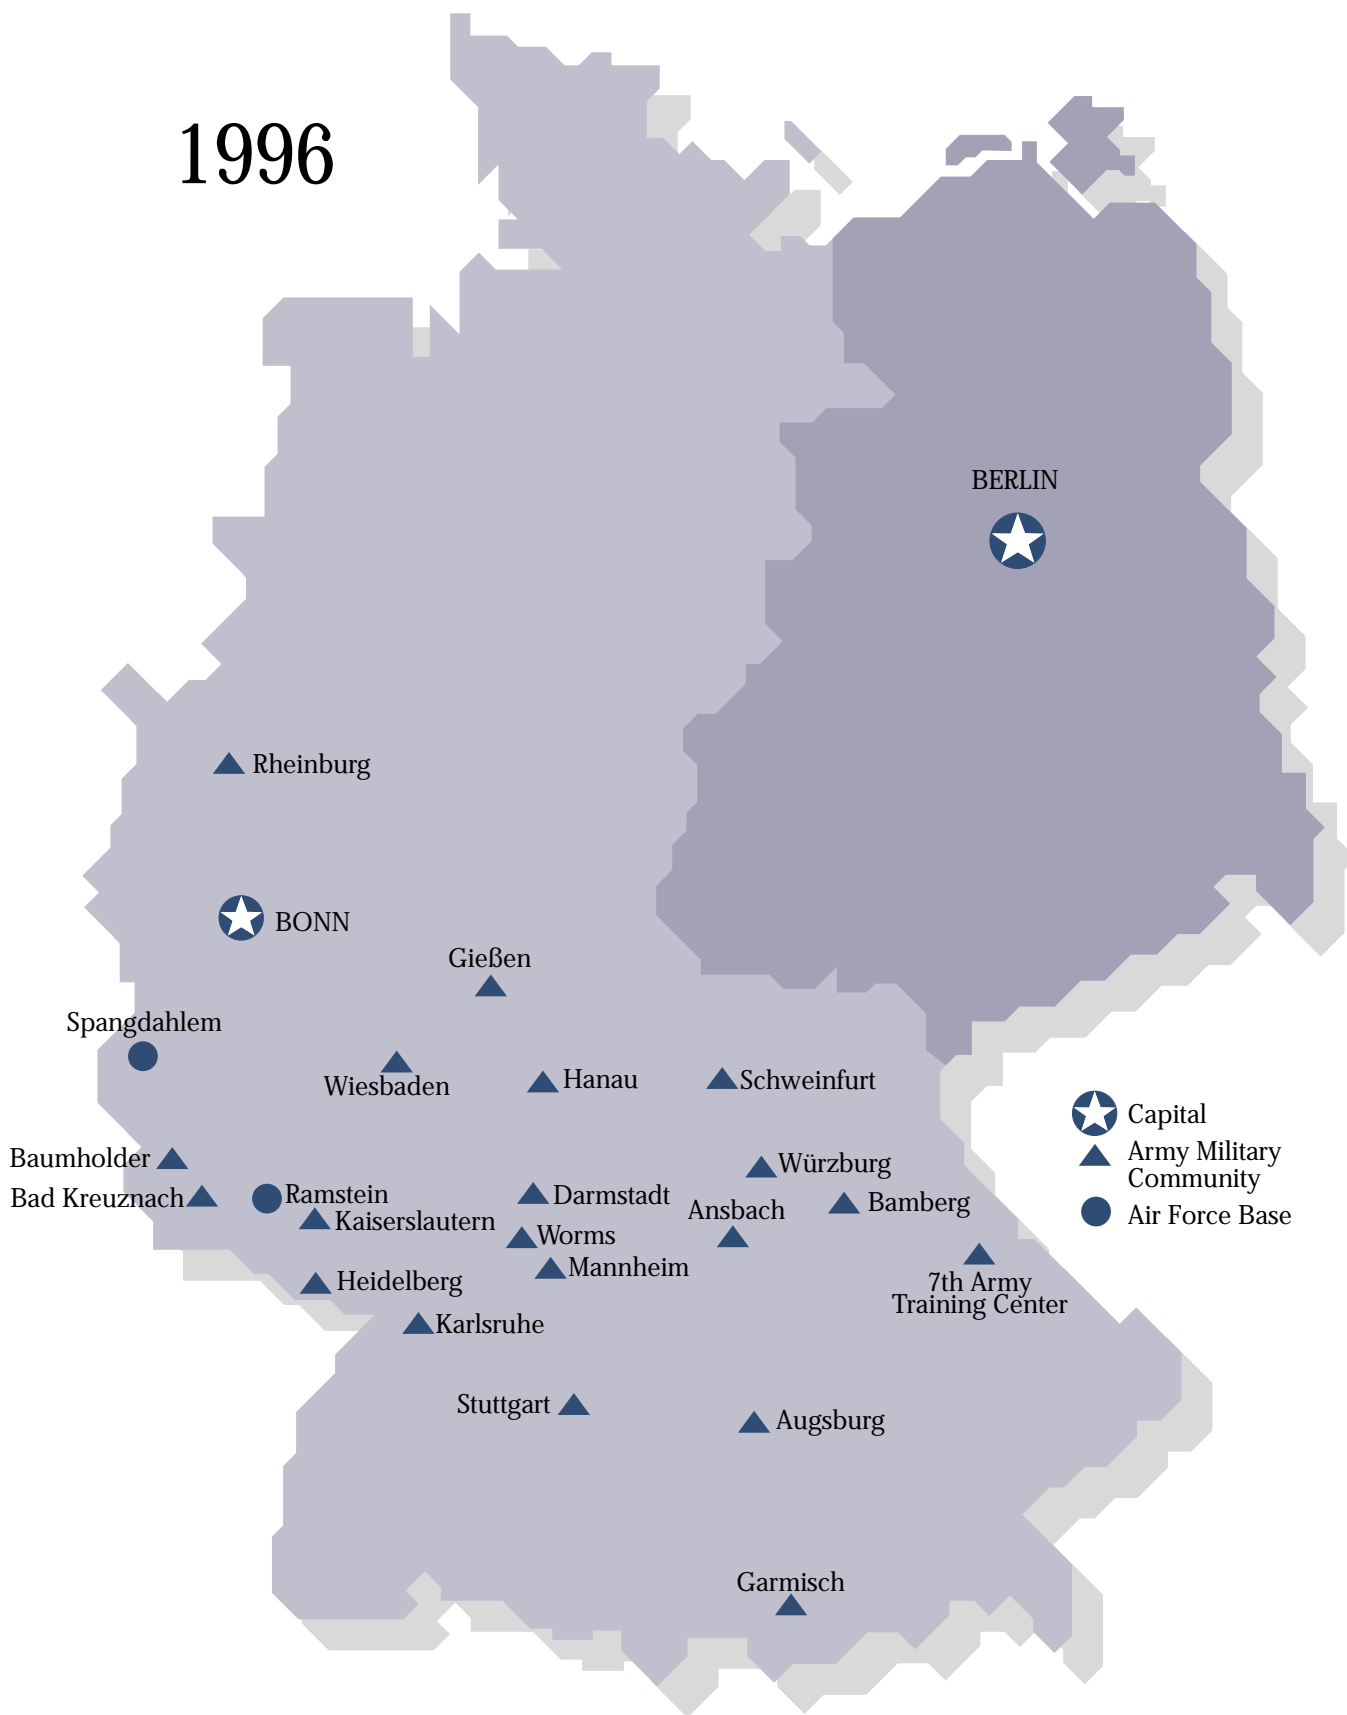 1996
BERLIN
Rheinburg
BONN
Gießen
Spangdahlem
Wiesbaden
Hanau
Schweinfurt
Capital
Army Military
Community
Air Force Base
Baumholder
Bad Kreuznach
Ramstein
Kaiserslautern
Darmstadt
Würzburg
Ansbach
Bamberg
Worms
Mannheim
Heidelberg
7th Army
Training Center
Karlsruhe
Stuttgart
Augsburg
Garmisch